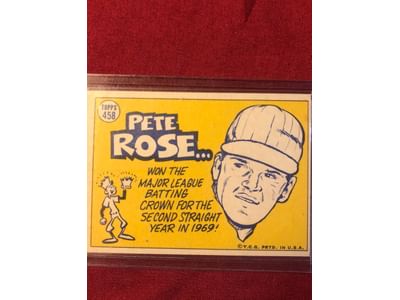 TOPPS
458
PETE
ROSE...
WON THE
MAJOR LEAGUE
BATTING
CROWN FOR THE
SECOND STRAIGHT
YEAR IN 1969!
©T.C.G. PRTD. IN U.S.A.